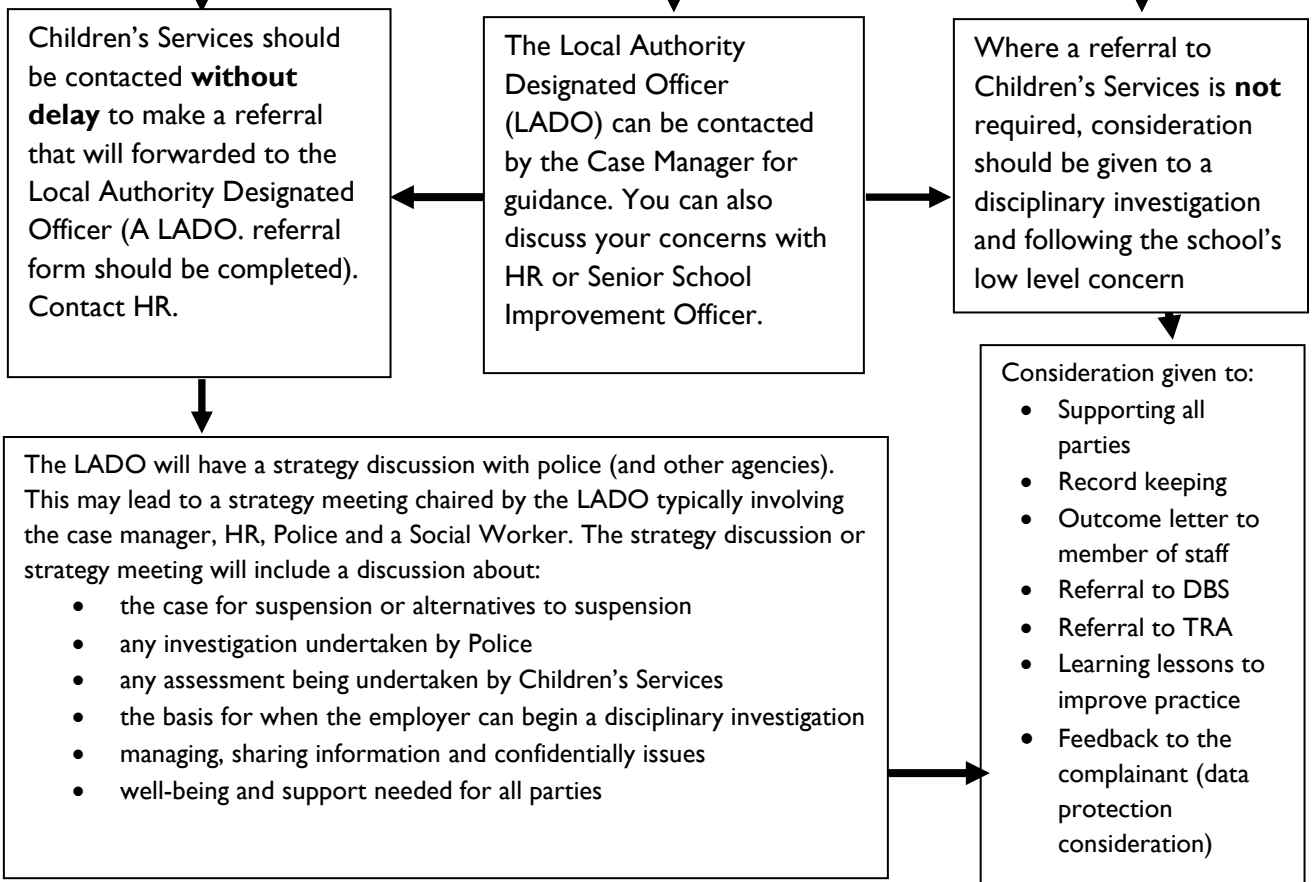 Children’s Services should
be contacted without
delay to make a referral
that will forwarded to the
Local Authority Designated
Officer (A LADO. referral
form should be completed).
Contact HR.
The Local Authority
Designated Officer
(LADO) can be contacted
by the Case Manager for
guidance. You can also
discuss your concerns with
HR or Senior School
Improvement Officer.
Where a referral to
Children’s Services is not
required, consideration
should be given to a
disciplinary investigation
and following the school’s
low level concern
The LADO will have a strategy discussion with police (and other agencies).
This may lead to a strategy meeting chaired by the LADO typically involving
the case manager, HR, Police and a Social Worker. The strategy discussion or
strategy meeting will include a discussion about:
• the case for suspension or alternatives to suspension
• any investigation undertaken by Police
• any assessment being undertaken by Children’s Services
• the basis for when the employer can begin a disciplinary investigation
• managing, sharing information and confidentially issues
• well-being and support needed for all parties
Consideration given to:
• Supporting all
parties
• Record keeping
• Outcome letter to
member of staff
• Referral to DBS
• Referral to TRA
• Learning lessons to
improve practice
• Feedback to the
complainant (data
protection
consideration)